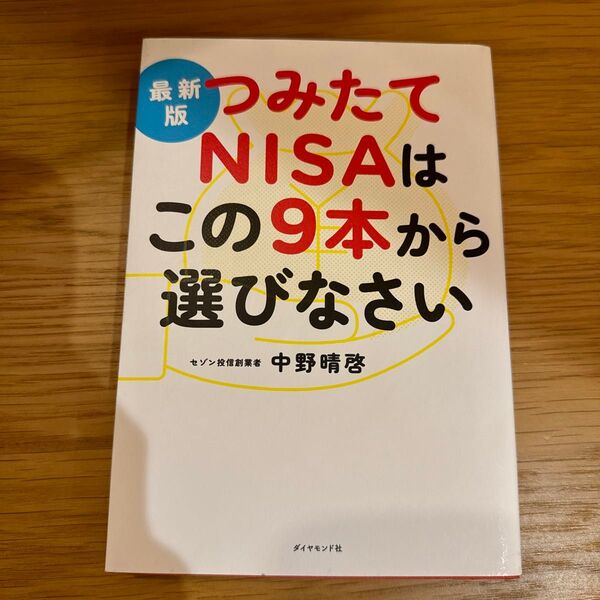 最新
版
つみたて
NISAは
この9本から
選びなさい
セゾン投信創業者 中野晴啓
ダイヤモンド社